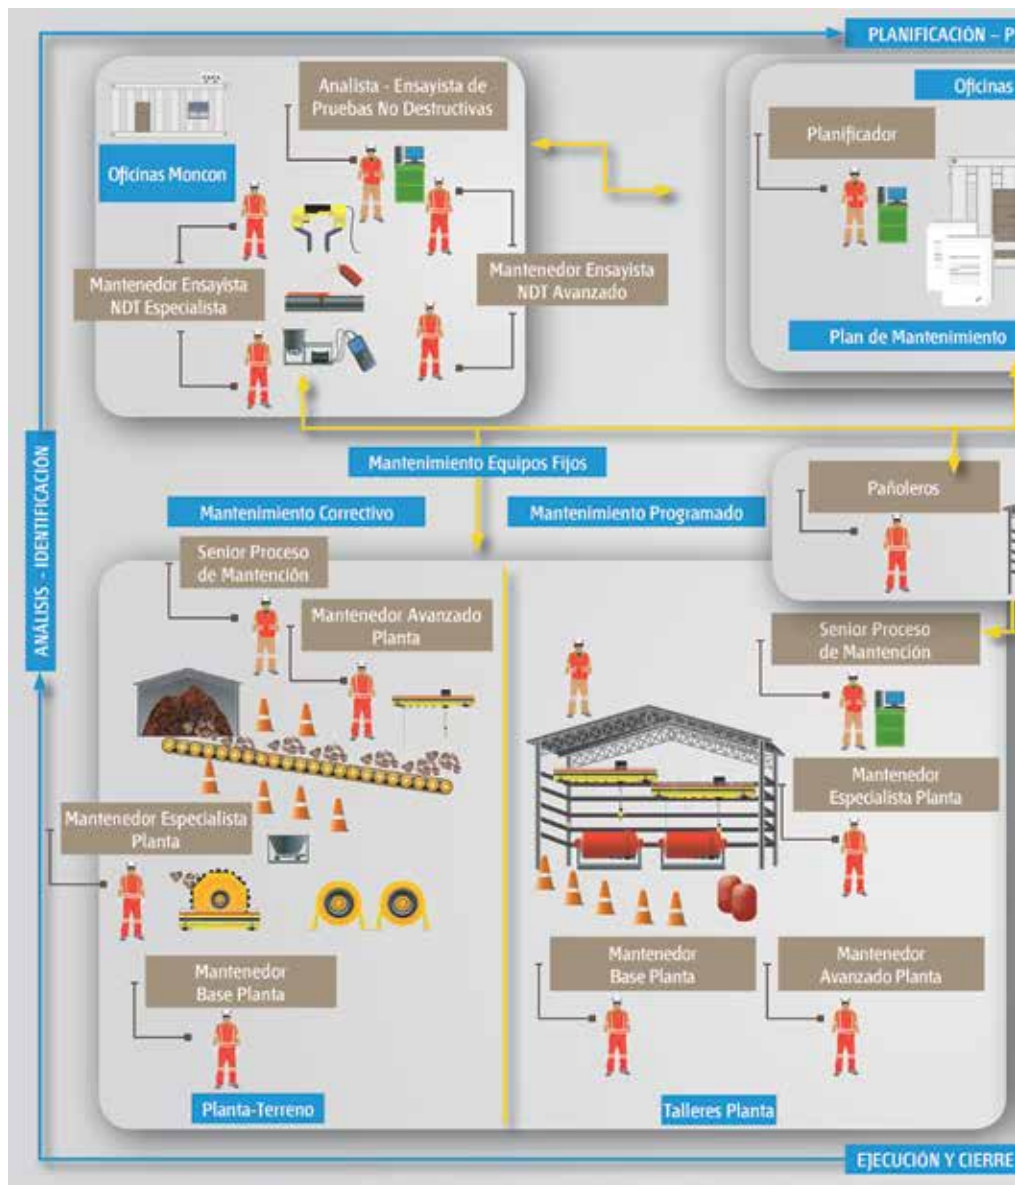 PLANIFICACIÓN – P
Analista - Ensayista de
Pruebas No Destructivas
Oficinas
Planificador
Oficinas Moncon
Mantenedor Ensayista
NDT Especialista
Mantenedor Ensayista
NDT Avanzado
Plan de Mantenimiento
ANÁLISIS - IDENTIFICACIÓN
Mantenimiento Equipos Fijos
Pañoleros
Mantenimiento Correctivo
Mantenimiento Programado
Senior Proceso
de Mantención
Mantenedor Avanzado
Planta
Senior Proceso
de Mantención
Mantenedor
Especialista Planta
Mantenedor Especialista
Planta
Mantenedor
Base Planta
Mantenedor
Base Planta
Mantenedor
Avanzado Planta
Planta-Terreno
Talleres Planta
EJECUCIÓN Y CIERRE